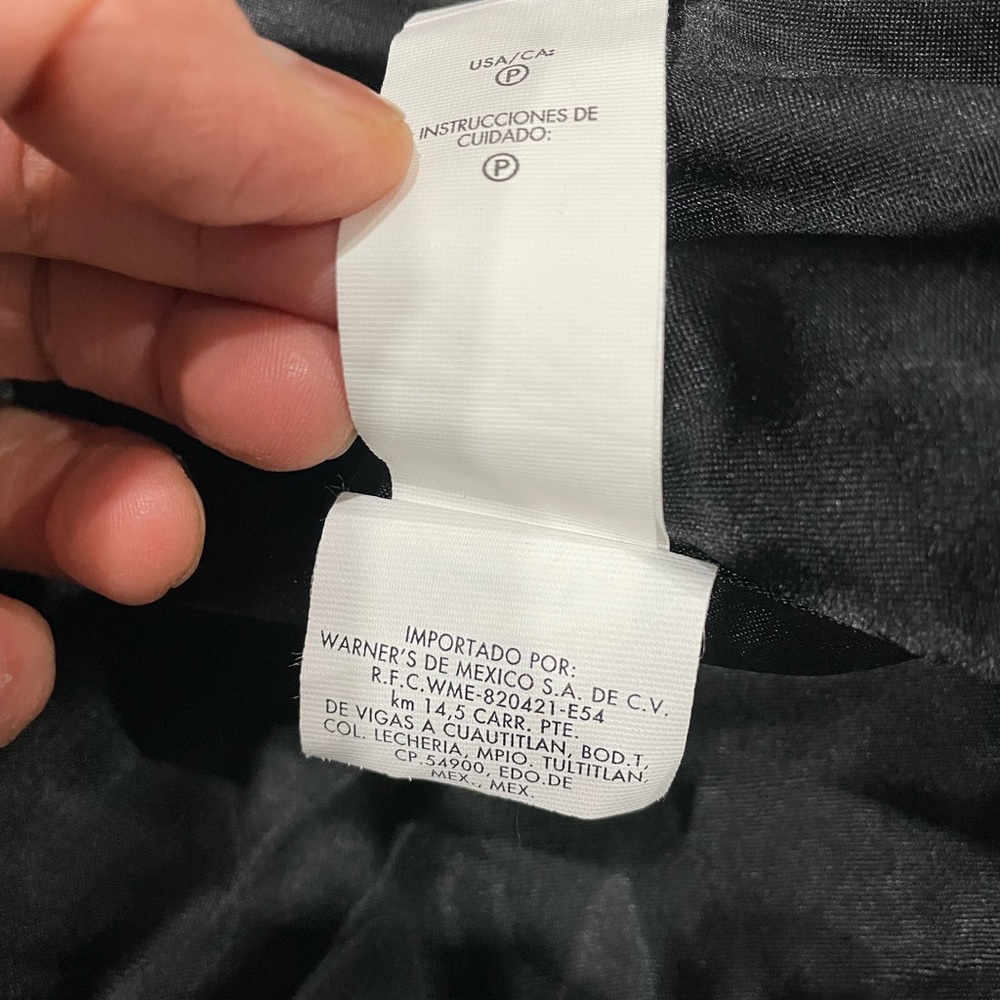 USA/CA:
P
INSTRUCCIONES DE
CUIDADO:
P
IMPORTADO POR:
WARNER'S DE MEXICO S.A. DE C.V.
R.F.C.WME-820421-E54
km 14,5 CARR. PTE.
DE VIGAS A CUAUTITLAN, BOD.T,
COL. LECHERIA, MPIO. TULTITLAN,
CP.54900, EDO.DE
MEX., MEX.